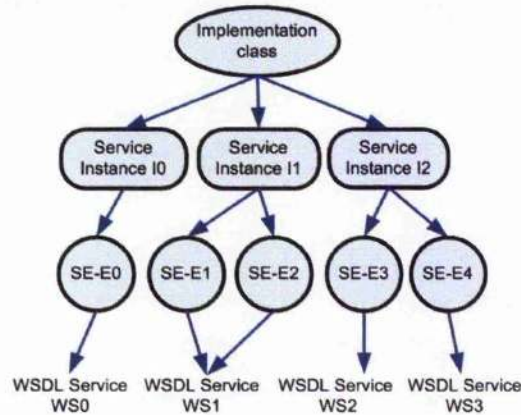 Implementation
class
Service
Instance I0
Service
Instance I1
Service
Instance I2
SE-E0
SE-E1
SE-E2
SE-E3
SE-E4
WSDL Service
WS0
WSDL Service
WS1
WSDL Service
WS2
WSDL Service
WS3